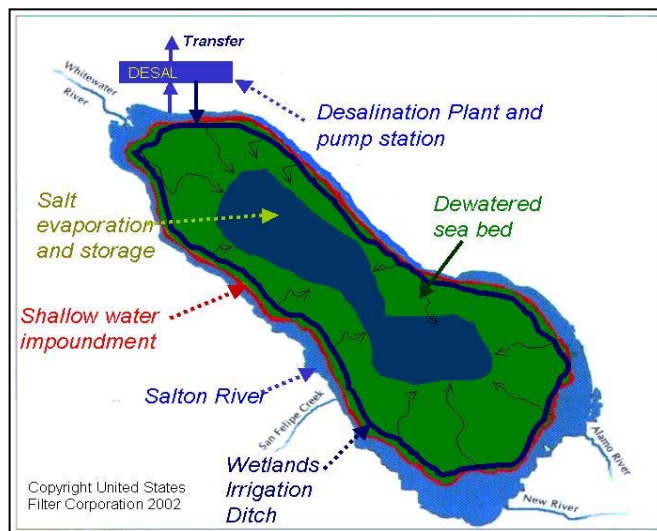 Transfer
DESAL
Whitewater
River
Desalination Plant and
pump station
Salt
evaporation
and storage
Dewatered
sea bed
Shallow water
impoundment
Salton River
San Felipe Creek
Alamo River
Wetlands
Irrigation
Ditch
New River
Copyright United States
Filter Corporation 2002